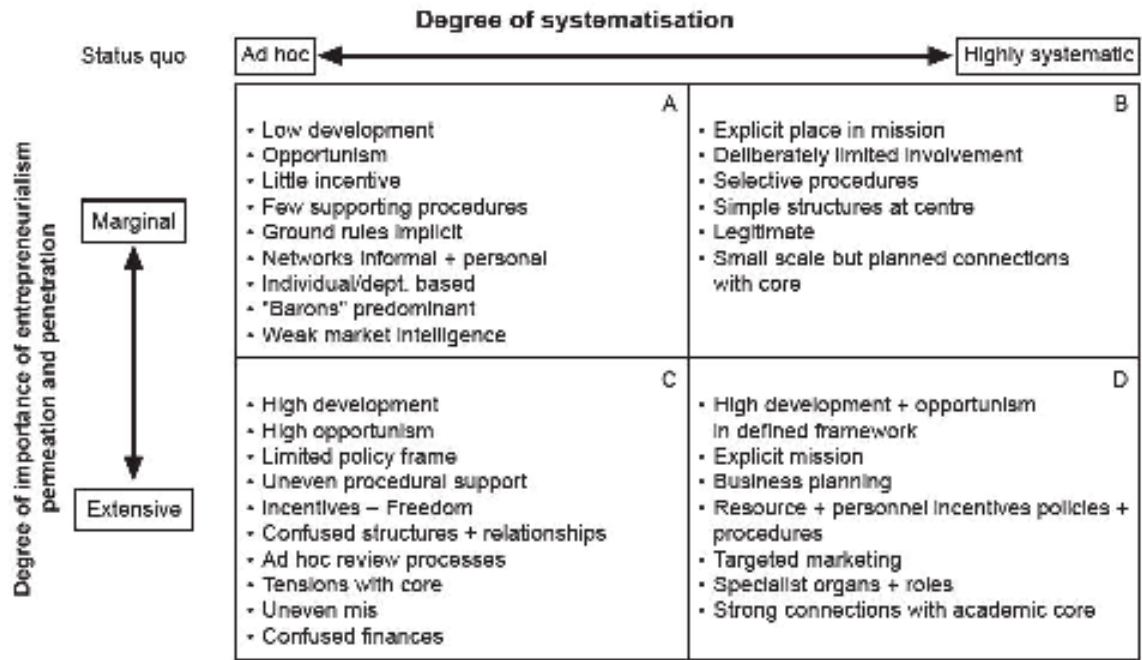 Degree of systematisation
Status quo
Ad hoc
Highly systematic
Degree of importance of entrepreneurialism
permeation and penetration
Marginal
Extensive
A
• Low development
• Opportunism
• Little incentive
• Few supporting procedures
• Ground rules implicit
• Networks informal + personal
• Individual/dept. based
• "Barons" predominant
• Weak market intelligence
B
• Explicit place in mission
• Deliberately limited involvement
• Selective procedures
• Simple structures at centre
• Legitimate
• Small scale but planned connections
with core
C
• High development
• High opportunism
• Limited policy frame
• Uneven procedural support
• Incentives – Freedom
• Confused structures + relationships
• Ad hoc review processes
• Tensions with core
• Uneven mis
• Confused finances
D
• High development + opportunism
in defined framework
• Explicit mission
• Business planning
• Resource + personnel incentives policies +
procedures
• Targeted marketing
• Specialist organs + roles
• Strong connections with academic core